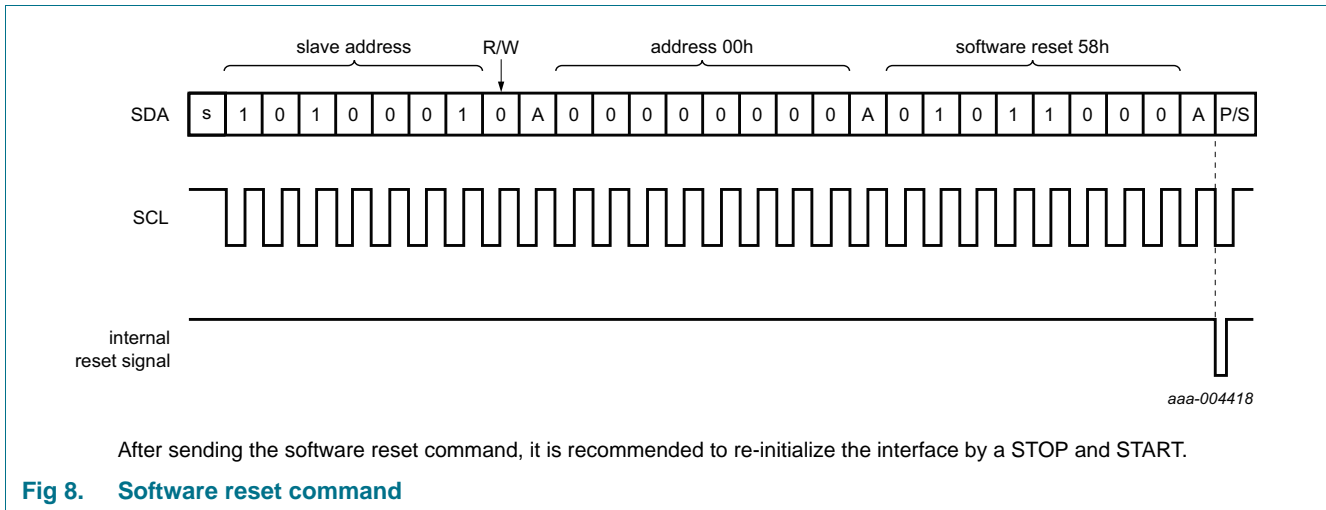 slave address R/W address 00h software reset 58h
SDA s 1 0 1 0 0 0 1 0 A 0 0 0 0 0 0 0 0 A 0 1 0 1 1 0 0 0 A P/S
SCL
internal
reset signal
aaa-004418
After sending the software reset command, it is recommended to re-initialize the interface by a STOP and START.
Fig 8. Software reset command